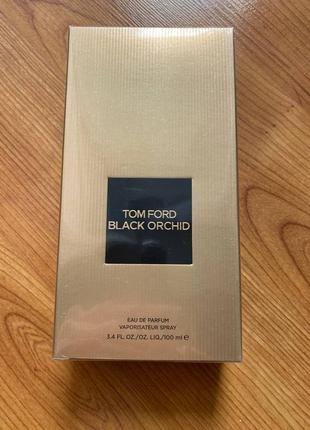 TOM FORD
BLACK ORCHID
EAU DE PARFUM
VAPORISATEUR SPRAY
3.4 FL. OZ./OZ. LIQ./100 ml ℮